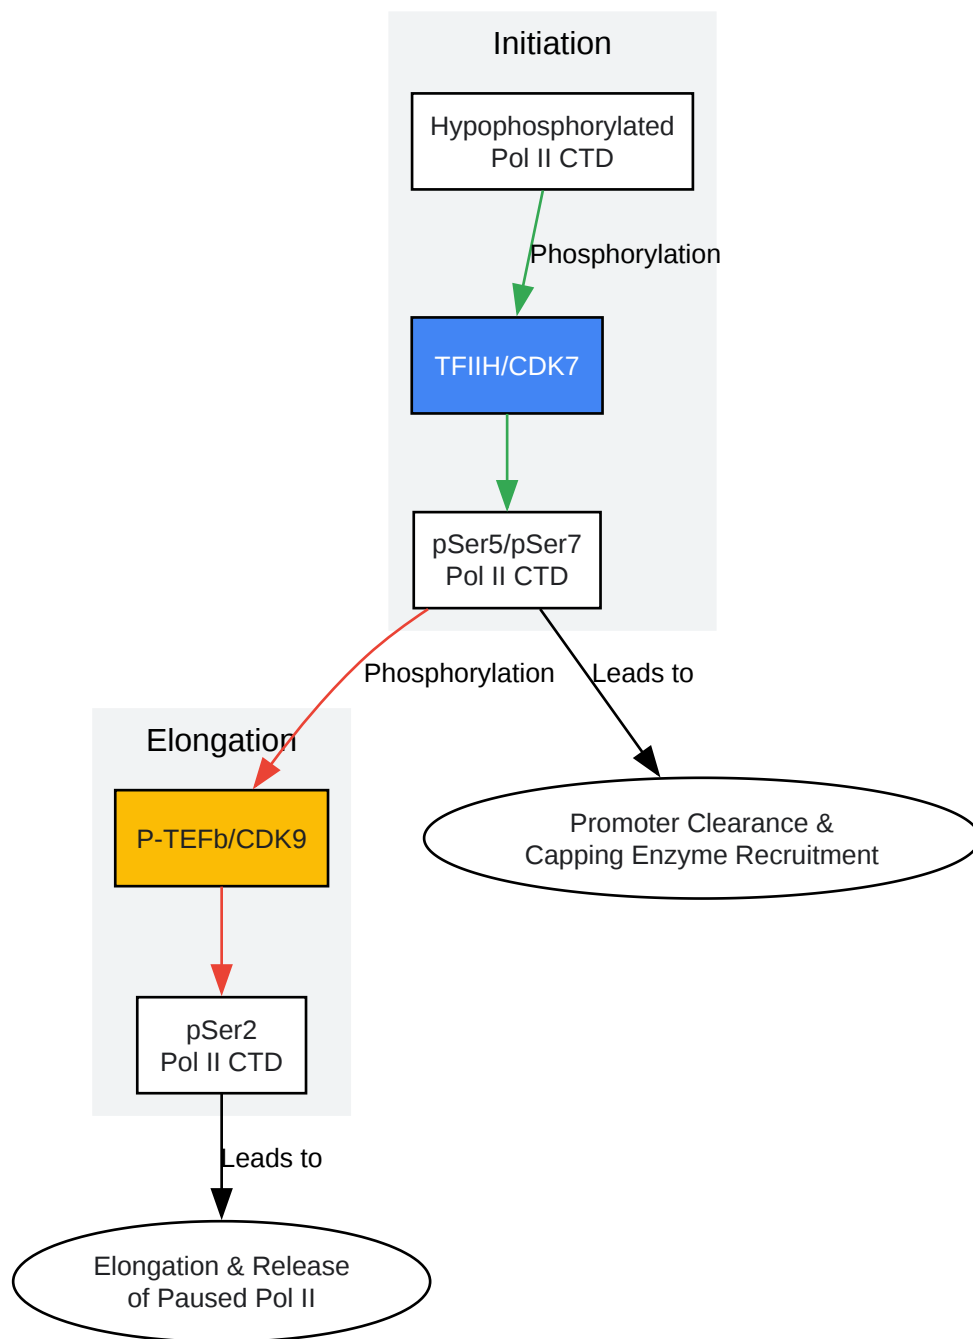 Initiation
Hypophosphorylated
Pol II CTD
Phosphorylation
TFIIH/CDK7
pSer5/pSer7
Pol II CTD
Phosphorylation
Leads to
Elongation
P-TEFb/CDK9
Promoter Clearance &
Capping Enzyme Recruitment
pSer2
Pol II CTD
Leads to
Elongation & Release
of Paused Pol II